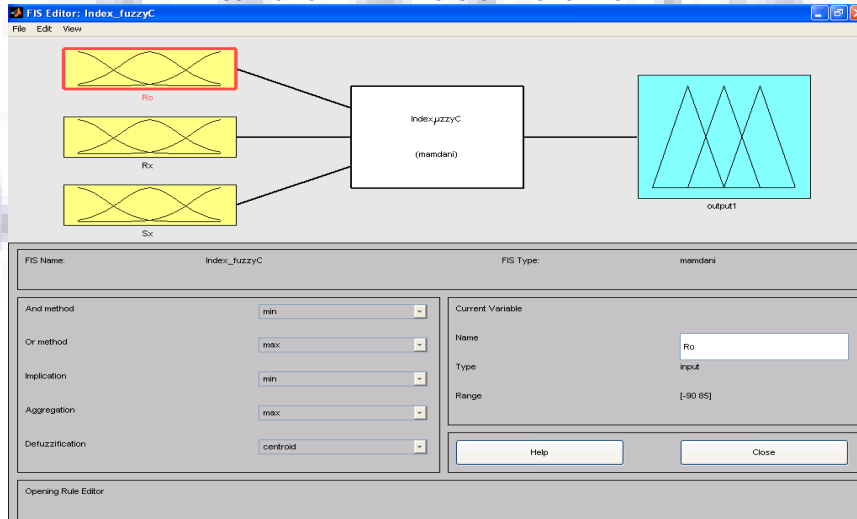 FIS Editor: Index_fuzzyC
File Edit View
Ro
Rx
Sx
Index,μzzyC
(mamdani)
output1
FIS Name: Index_fuzzyC FIS Type: mamdani
And method min
Or method max
Implication min
Aggregation max
Defuzzification centroid
Current Variable
Name Ro
Type input
Range [-90 85]
Help Close
Opening Rule Editor